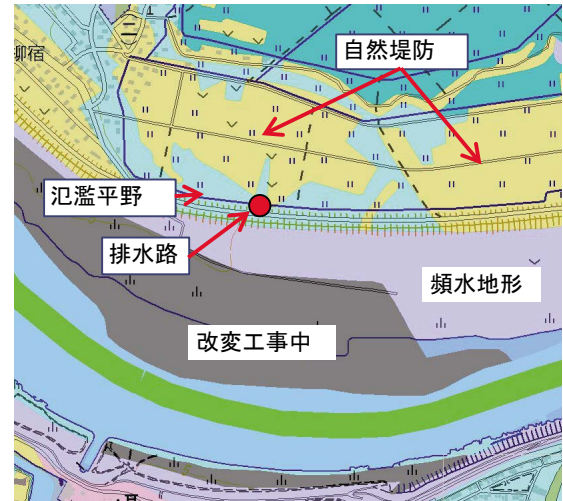 柳宿
自然堤防
氾濫平野
排水路
頻水地形
改変工事中